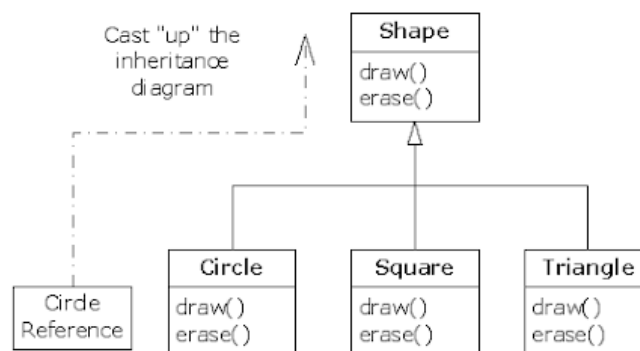 Cast "up" the
inheritance
diagram
Shape
draw()
erase()
Circle
draw()
erase()
Square
draw()
erase()
Triangle
draw()
erase()
Circle
Reference